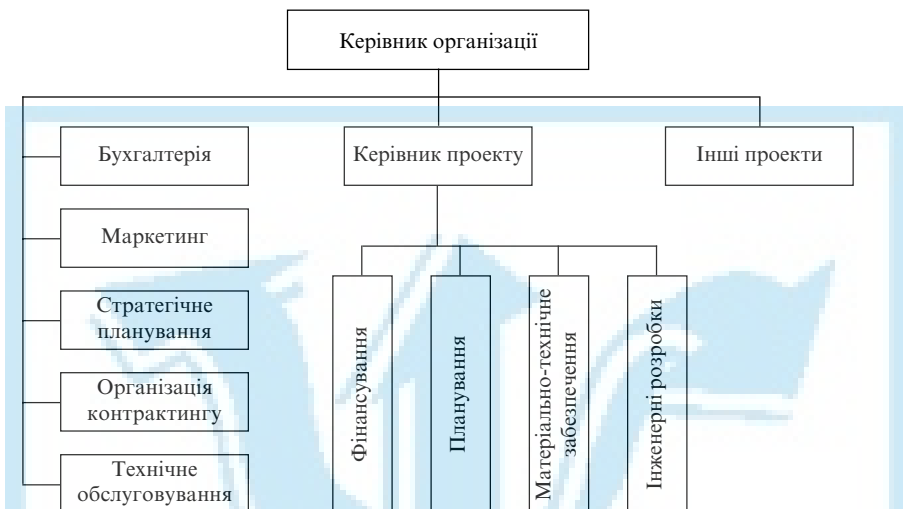 Керівник організації
Бухгалтерія
Керівник проекту
Інші проекти
Маркетинг
Стратегічне
планування
Організація
контрактингу
Технічне
обслуговування
Фінансування
Планування
Матеріально-технічне
забезпечення
Інженерні розробки